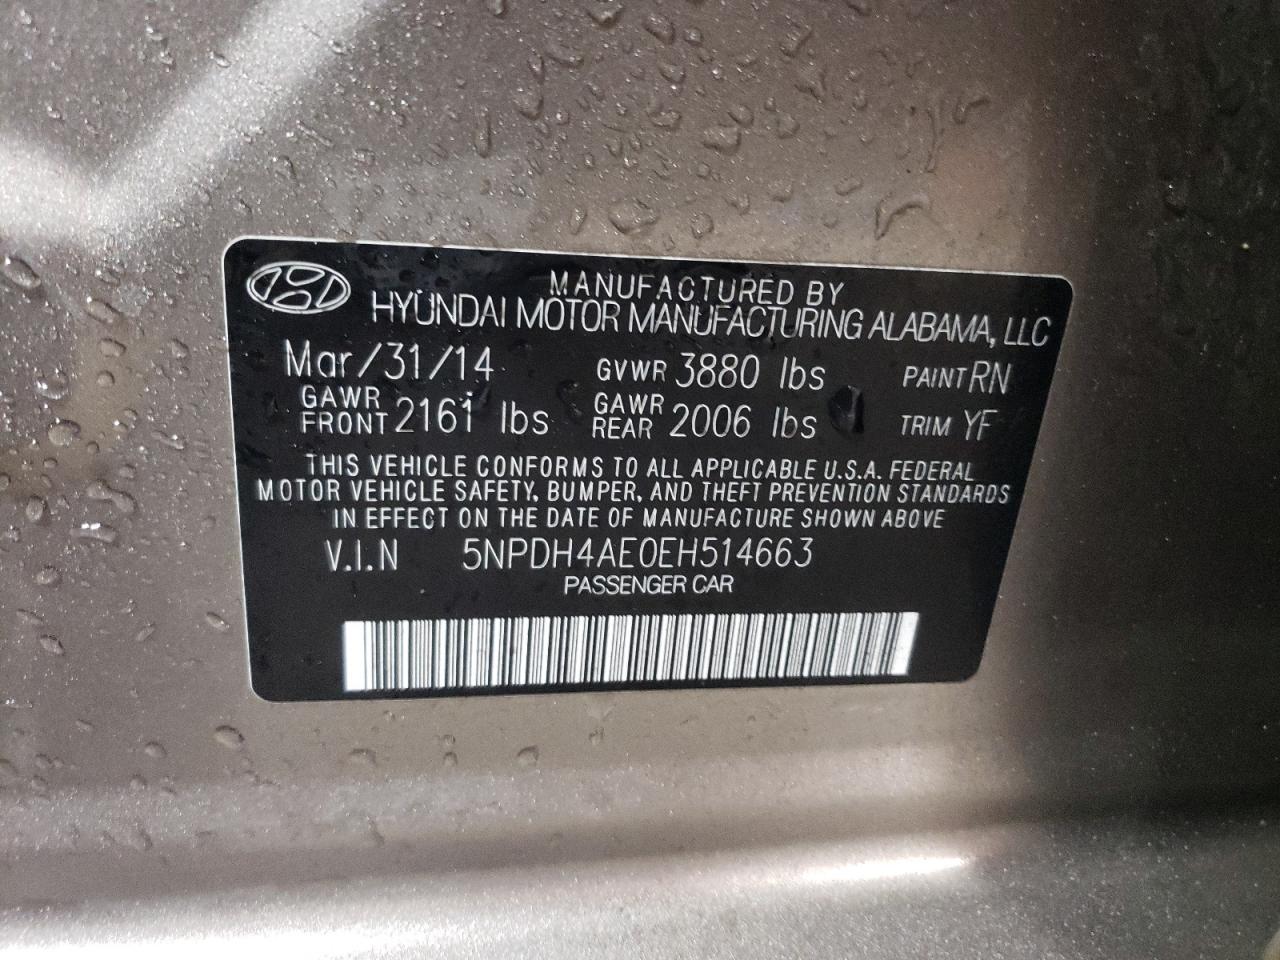 MANUFACTURED BY
HYUNDAI MOTOR MANUFACTURING ALABAMA, LLC
Mar/31/14 GVWR 3880 lbs PAINT RN
GAWR FRONT 2161 lbs GAWR REAR 2006 lbs TRIM YF
THIS VEHICLE CONFORMS TO ALL APPLICABLE U.S.A. FEDERAL
MOTOR VEHICLE SAFETY, BUMPER, AND THEFT PREVENTION STANDARDS
IN EFFECT ON THE DATE OF MANUFACTURE SHOWN ABOVE
V.I.N 5NPDH4AE0EH514663
PASSENGER CAR